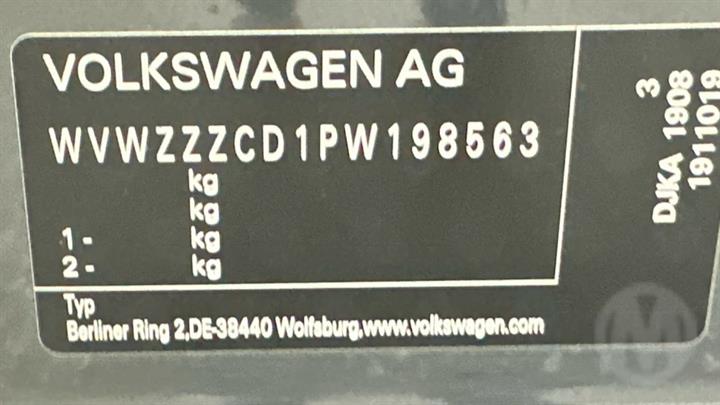 VOLKSWAGEN AG
WVWZZZCD1PW198563
kg
kg
1- kg
2- kg
Typ
Berliner Ring 2,DE-38440 Wolfsburg,www.volkswagen.com
3
DJKA 1908
1911019
M